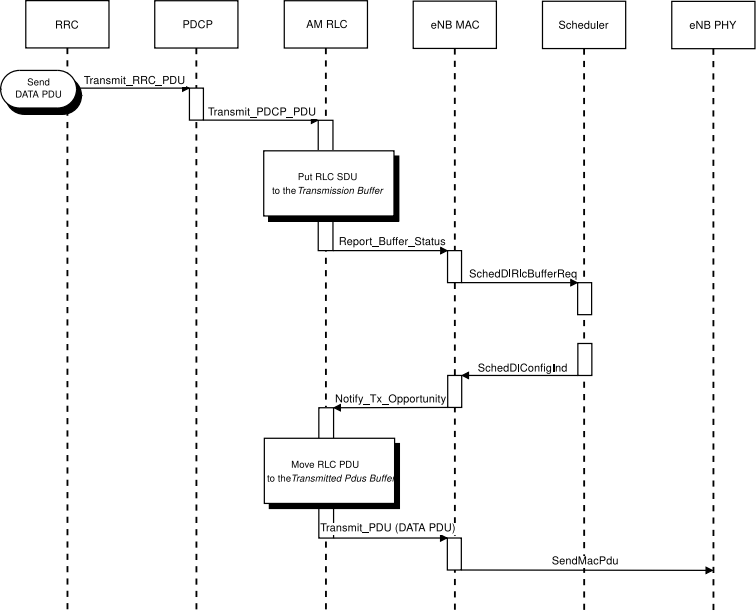 RRC
PDCP
AM RLC
eNB MAC
Scheduler
eNB PHY
Send
DATA PDU
Transmit_RRC_PDU
Transmit_PDCP_PDU
Put RLC SDU
to the Transmission Buffer
Report_Buffer_Status
SchedDlRlcBufferReq
SchedDlConfigInd
Notify_Tx_Opportunity
Move RLC PDU
to the Transmitted Pdus Buffer
Transmit_PDU (DATA PDU)
SendMacPdu